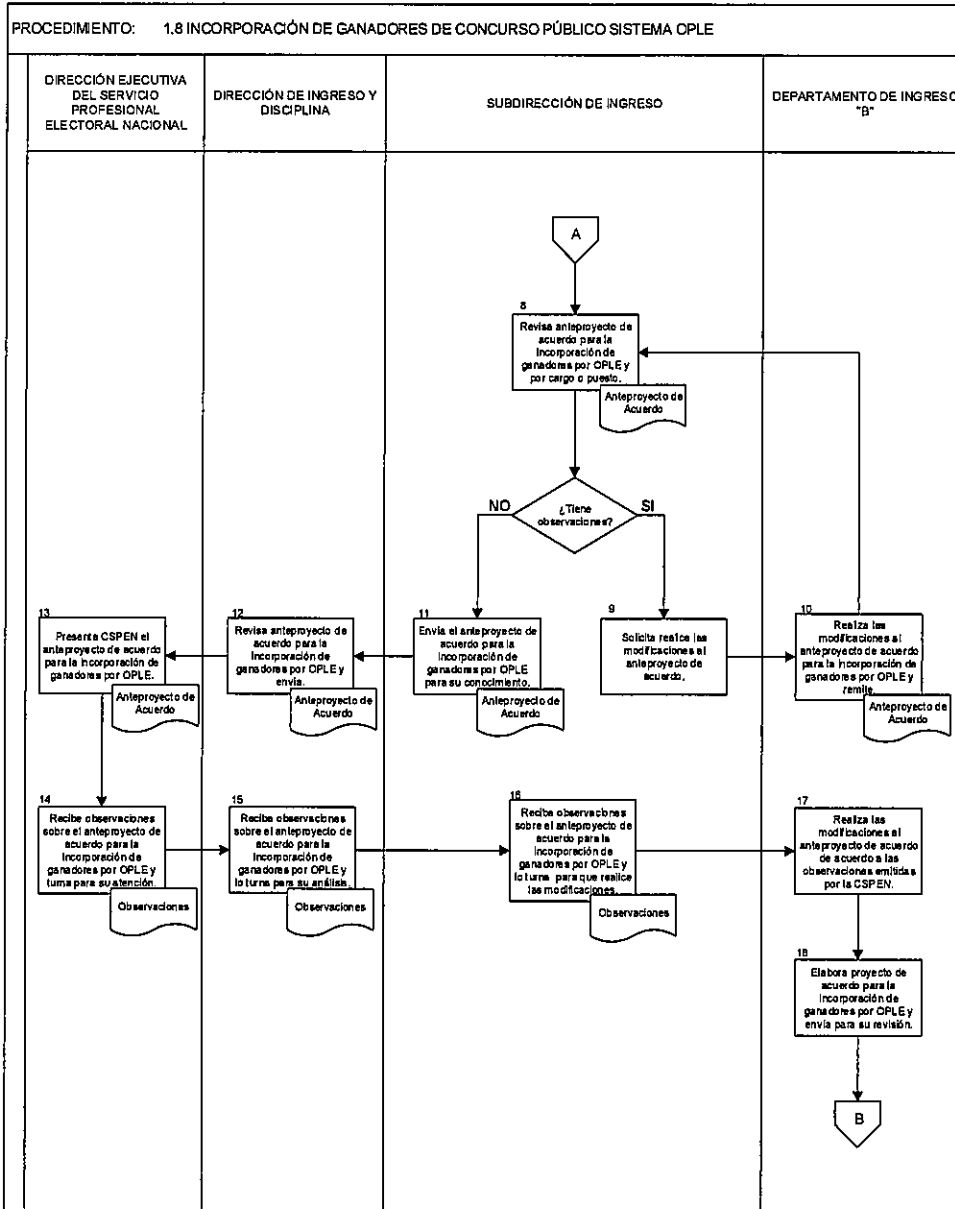 PROCEDIMIENTO: 1.8 INCORPORACIÓN DE GANADORES DE CONCURSO PÚBLICO SISTEMA OPLE
DIRECCIÓN EJECUTIVA
DEL SERVICIO
PROFESIONAL
ELECTORAL NACIONAL
DIRECCIÓN DE INGRESO Y
DISCIPLINA
SUBDIRECCIÓN DE INGRESO
DEPARTAMENTO DE INGRESO
"B"
A
8
Revisa anteproyecto de
acuerdo para la
incorporación de
ganadores por OPLE y
por cargo o puesto.
Anteproyecto de
Acuerdo
¿Tiene
observaciones?
NO
SI
13
Presenta CSPEN el
anteproyecto de acuerdo
para la incorporación de
ganadores por OPLE.
Anteproyecto de
Acuerdo
12
Revisa anteproyecto de
acuerdo para la
incorporación de
ganadores por OPLE y
envía.
Anteproyecto de
Acuerdo
11
Envía el anteproyecto de
acuerdo para la
incorporación de
ganadores por OPLE
para su conocimiento.
Anteproyecto de
Acuerdo
9
Solicita realce las
modificaciones al
anteproyecto de
acuerdo.
10
Realiza las
modificaciones al
anteproyecto de acuerdo
para la incorporación de
ganadores por OPLE y
remite.
Anteproyecto de
Acuerdo
14
Recibe observaciones
sobre el anteproyecto de
acuerdo para la
incorporación de
ganadores por OPLE y
turna para su atención.
Observaciones
15
Recibe observaciones
sobre el anteproyecto de
acuerdo para la
incorporación de
ganadores por OPLE y
lo turna para su análisis.
Observaciones
16
Recibe observaciones
sobre el anteproyecto de
acuerdo para la
incorporación de
ganadores por OPLE y
lo turna para que realice
las modificaciones.
Observaciones
17
Realiza las
modificaciones al
anteproyecto de acuerdo
de acuerdo a las
observaciones emitidas
por la CSPEN.
18
Elabora proyecto de
acuerdo para la
incorporación de
ganadores por OPLE y
envía para su revisión.
B